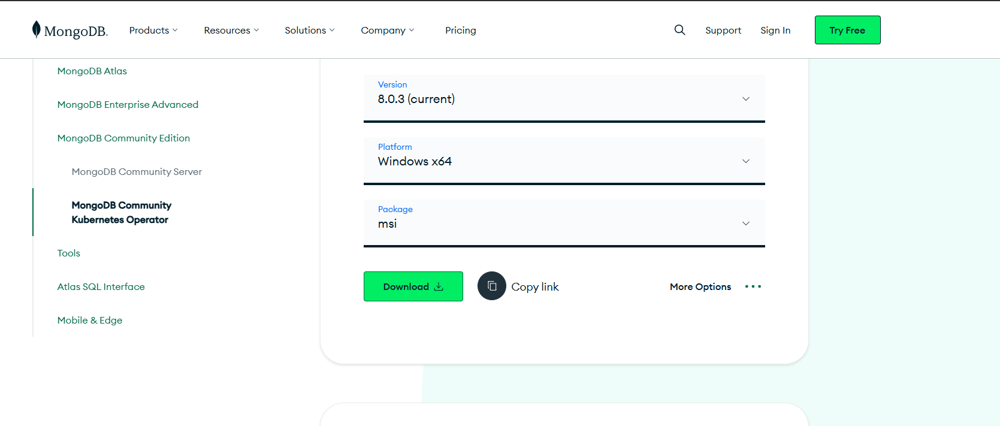 MongoDB.
Products
Resources
Solutions
Company
Pricing
Support
Sign In
Try Free
MongoDB Atlas
MongoDB Enterprise Advanced
MongoDB Community Edition
MongoDB Community Server
MongoDB Community
Kubernetes Operator
Tools
Atlas SQL Interface
Mobile & Edge
Version
8.0.3 (current)
Platform
Windows x64
Package
msi
Download
Copy link
More Options